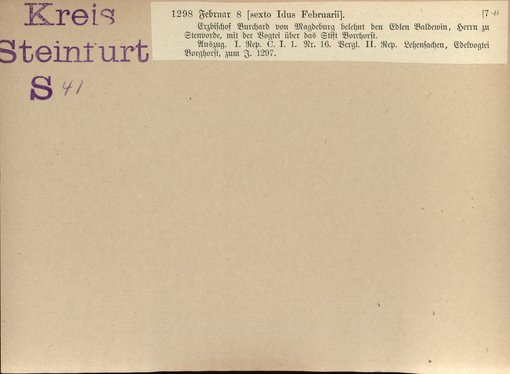 Kreis
Steinfurt
S 41
1298 Februar 8 [sexto Idus Februarii].
[7
Erzbischof Burchard von Magdeburg belehnt den Edlen Baldewin, Herrn zu
Stenvorde, mit der Vogtei über das Stift Borchorst.
Auszug. I. Rep. C. I. 1. Nr. 16. Vergl. II. Rep. Lehensachen, Edelvogtei
Borghorst, zum J. 1297.